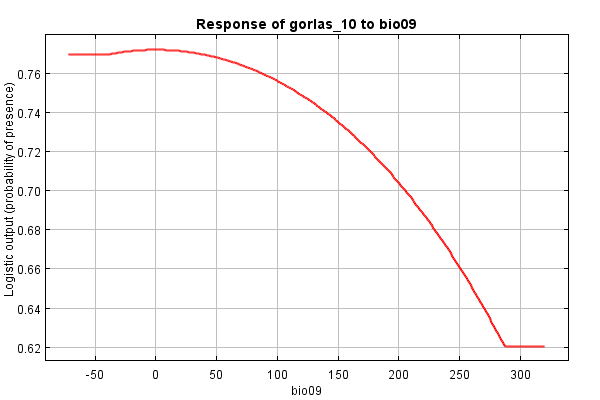 Response of gorlas_10 to bio09
Logistic output (probability of presence)
0.76
0.74
0.72
0.70
0.68
0.66
0.64
0.62
-50 0 50 100 150 200 250 300
bio09